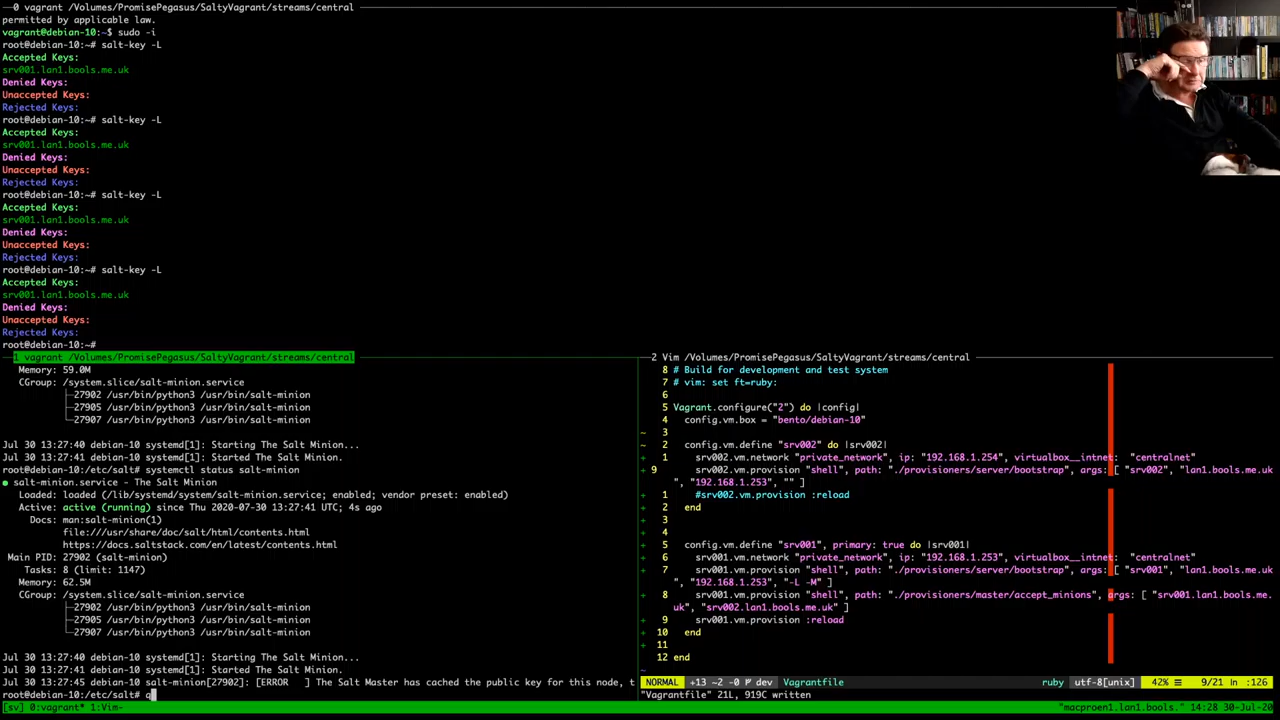 0 vagrant /Volumes/PromisePegasus/SaltyVagrant/streams/central
permitted by applicable law.
vagrant@debian-10:~$ sudo -i
root@debian-10:~# salt-key -L
Accepted Keys:
srv001.lan1.bools.me.uk
Denied Keys:
Unaccepted Keys:
Rejected Keys:
root@debian-10:~# salt-key -L
Accepted Keys:
srv001.lan1.bools.me.uk
Denied Keys:
Unaccepted Keys:
Rejected Keys:
root@debian-10:~# salt-key -L
Accepted Keys:
srv001.lan1.bools.me.uk
Denied Keys:
Unaccepted Keys:
Rejected Keys:
root@debian-10:~# salt-key -L
Accepted Keys:
srv001.lan1.bools.me.uk
Denied Keys:
Unaccepted Keys:
Rejected Keys:
root@debian-10:~#
1 vagrant /Volumes/PromisePegasus/SaltyVagrant/streams/central
Memory: 59.0M
CGroup: /system.slice/salt-minion.service
├─27902 /usr/bin/python3 /usr/bin/salt-minion
├─27905 /usr/bin/python3 /usr/bin/salt-minion
└─27907 /usr/bin/python3 /usr/bin/salt-minion
Jul 30 13:27:40 debian-10 systemd[1]: Starting The Salt Minion...
Jul 30 13:27:41 debian-10 systemd[1]: Started The Salt Minion.
root@debian-10:/etc/salt# systemctl status salt-minion
● salt-minion.service - The Salt Minion
Loaded: loaded (/lib/systemd/system/salt-minion.service; enabled; vendor preset: enabled)
Active: active (running) since Thu 2020-07-30 13:27:41 UTC; 4s ago
Docs: man:salt-minion(1)
file:///usr/share/doc/salt/html/contents.html
https://docs.saltstack.com/en/latest/contents.html
Main PID: 27902 (salt-minion)
Tasks: 8 (limit: 1147)
Memory: 62.5M
CGroup: /system.slice/salt-minion.service
├─27902 /usr/bin/python3 /usr/bin/salt-minion
├─27905 /usr/bin/python3 /usr/bin/salt-minion
└─27907 /usr/bin/python3 /usr/bin/salt-minion
Jul 30 13:27:40 debian-10 systemd[1]: Starting The Salt Minion...
Jul 30 13:27:41 debian-10 systemd[1]: Started The Salt Minion.
Jul 30 13:27:45 debian-10 salt-minion[27902]: [ERROR   ] The Salt Master has cached the public key for this node, t
root@debian-10:/etc/salt# q
2 Vim /Volumes/PromisePegasus/SaltyVagrant/streams/central
8 # Build for development and test system
7 # vim: set ft=ruby:
6
5 Vagrant.configure("2") do |config|
4 config.vm.box = "bento/debian-10"
~ 3
~ 2 config.vm.define "srv002" do |srv002|
+ 1 srv002.vm.network "private_network", ip: "192.168.1.254", virtualbox__intnet: "centralnet"
+ 9 srv002.vm.provision "shell", path: "./provisioners/server/bootstrap", args: [ "srv002", "lan1.bools.me.uk
", "192.168.1.253", "" ]
+ 1 #srv002.vm.provision :reload
+ 2 end
+ 3
+ 4
+ 5 config.vm.define "srv001", primary: true do |srv001|
+ 6 srv001.vm.network "private_network", ip: "192.168.1.253", virtualbox__intnet: "centralnet"
+ 7 srv001.vm.provision "shell", path: "./provisioners/server/bootstrap", args: [ "srv001", "lan1.bools.me.uk
", "192.168.1.253", "-L -M" ]
+ 8 srv001.vm.provision "shell", path: "./provisioners/master/accept_minions", args: [ "srv001.lan1.bools.me.
uk", "srv002.lan1.bools.me.uk" ]
+ 9 srv001.vm.provision :reload
+ 10 end
+ 11
12 end
~
NORMAL +13 ~2 -0 dev Vagrantfile ruby utf-8[unix] 42% ≡ 9/21 ln :126
"Vagrantfile" 21L, 919C written
[sv] 0:vagrant* 1:Vim- "macproen1.lan1.bools." 14:28 30-Jul-20